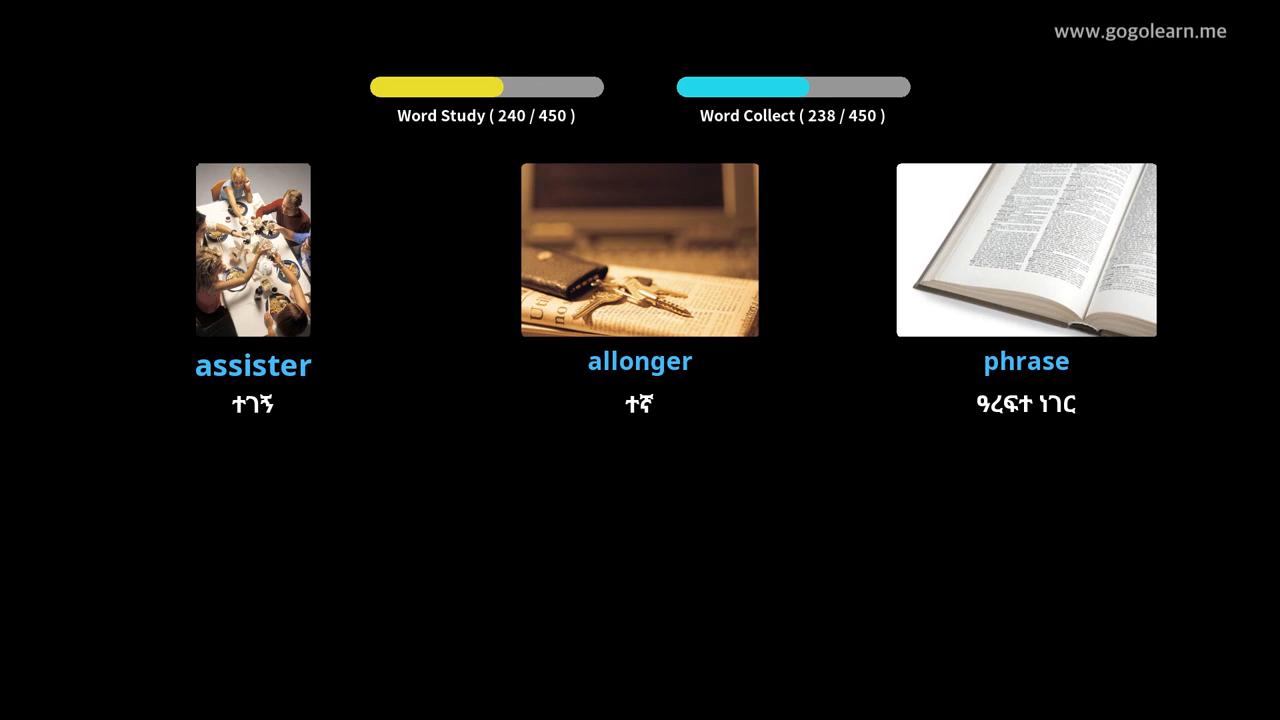 www.gogolearn.me
Word Study ( 240 / 450 )
Word Collect ( 238 / 450 )
assister
allonger
phrase
ተገኝ
ተኛ
ዓረፍተ ነገር